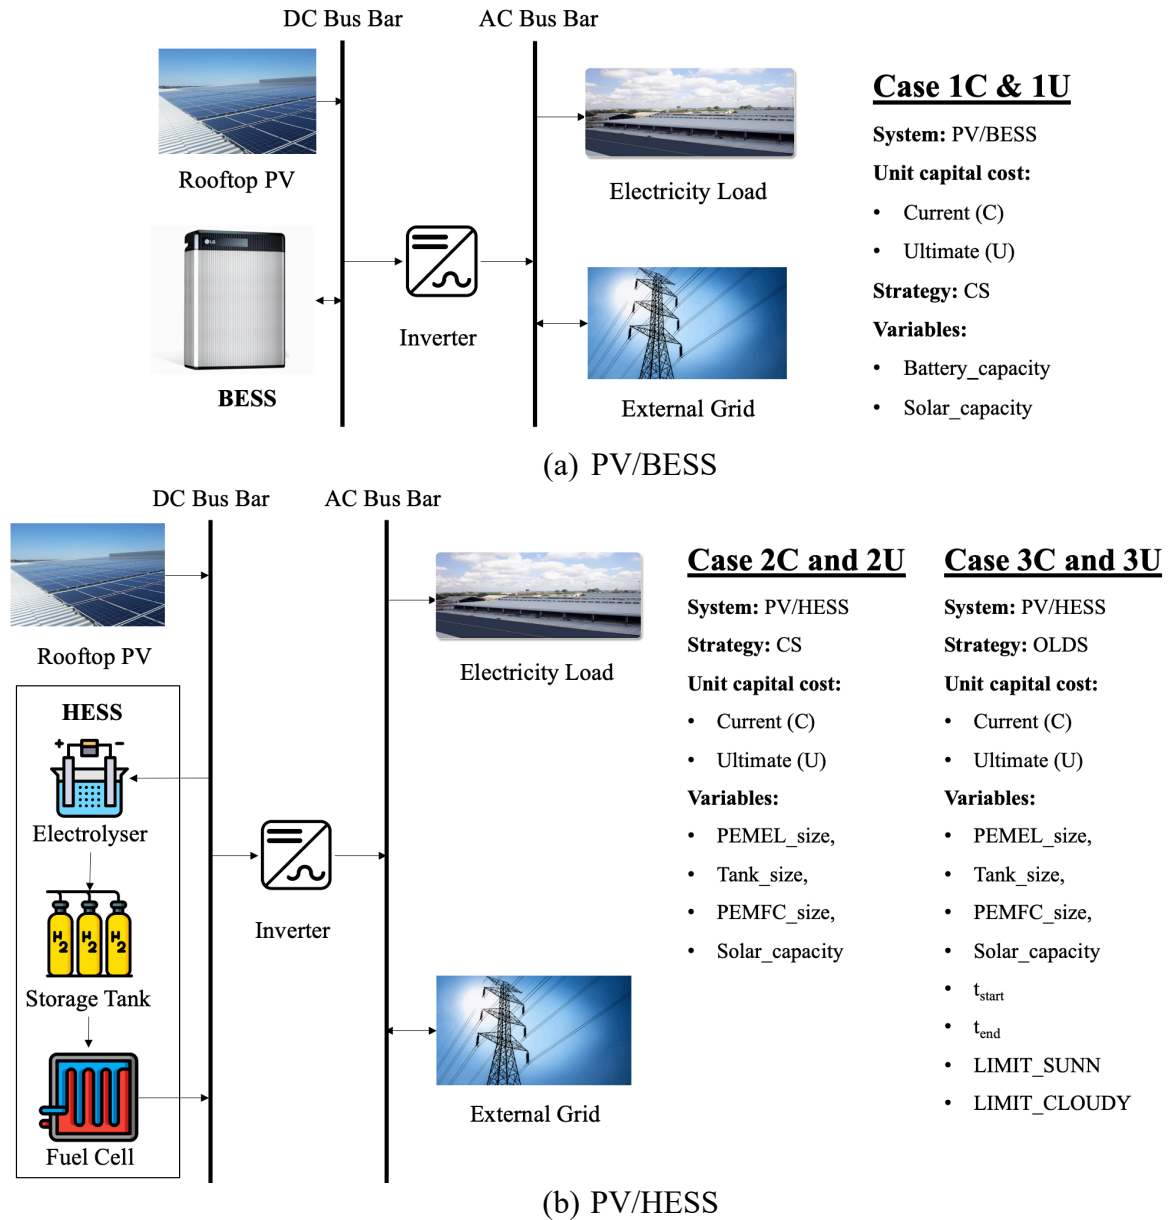 DC Bus Bar
AC Bus Bar
Rooftop PV
LG
BESS
Inverter
Electricity Load
External Grid
Case 1C & 1U
System: PV/BESS
Unit capital cost:
• Current (C)
• Ultimate (U)
Strategy: CS
Variables:
• Battery_capacity
• Solar_capacity
(a) PV/BESS
DC Bus Bar
AC Bus Bar
Rooftop PV
HESS
+ −
Electrolyser
H2 H2 H2
Storage Tank
Fuel Cell
Inverter
Electricity Load
External Grid
Case 2C and 2U
System: PV/HESS
Strategy: CS
Unit capital cost:
• Current (C)
• Ultimate (U)
Variables:
• PEMEL_size,
• Tank_size,
• PEMFC_size,
• Solar_capacity
Case 3C and 3U
System: PV/HESS
Strategy: OLDS
Unit capital cost:
• Current (C)
• Ultimate (U)
Variables:
• PEMEL_size,
• Tank_size,
• PEMFC_size,
• Solar_capacity
• tstart
• tend
• LIMIT_SUNN
• LIMIT_CLOUDY
(b) PV/HESS